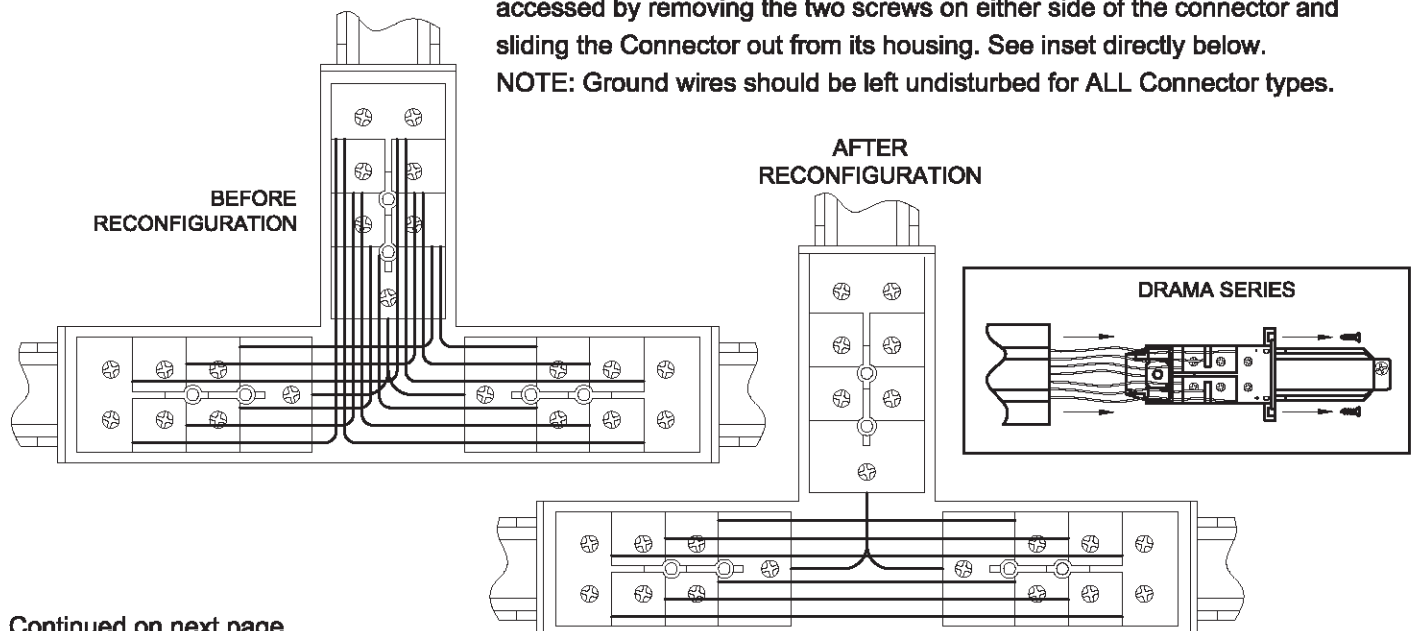 accessed by removing the two screws on either side of the connector and
sliding the Connector out from its housing. See inset directly below.
NOTE: Ground wires should be left undisturbed for ALL Connector types.
BEFORE
RECONFIGURATION
AFTER
RECONFIGURATION
DRAMA SERIES
Continued on next page